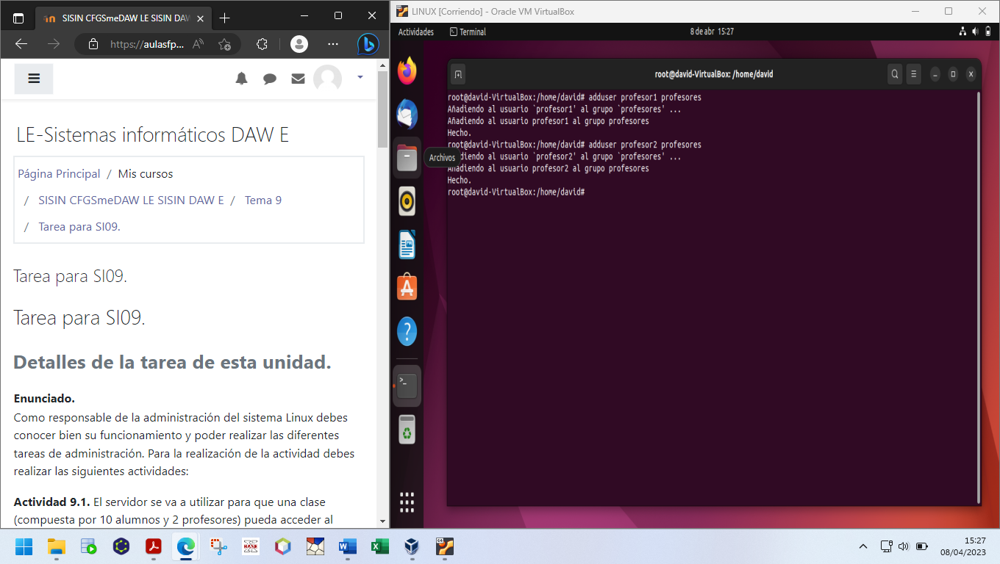 SISIN CFGSmeDAW LE SISIN DAW
https://aulasfp...
LE-Sistemas informáticos DAW E
Página Principal / Mis cursos
/ SISIN CFGSmeDAW LE SISIN DAW E / Tema 9
/ Tarea para SI09.
Tarea para SI09.
Tarea para SI09.
Detalles de la tarea de esta unidad.
Enunciado.
Como responsable de la administración del sistema Linux debes
conocer bien su funcionamiento y poder realizar las diferentes
tareas de administración. Para la realización de la actividad debes
realizar las siguientes actividades:
Actividad 9.1. El servidor se va a utilizar para que una clase
(compuesta por 10 alumnos y 2 profesores) pueda acceder al
LINUX [Corriendo] - Oracle VM VirtualBox
Actividades Terminal 8 de abr 15:27
root@david-VirtualBox: /home/david
root@david-VirtualBox:/home/david# adduser profesor1 profesores
Añadiendo al usuario `profesor1' al grupo `profesores' ...
Añadiendo al usuario profesor1 al grupo profesores
Hecho.
root@david-VirtualBox:/home/david# adduser profesor2 profesores
diendo al usuario `profesor2' al grupo `profesores' ...
Archivos
Añadiendo al usuario profesor2 al grupo profesores
Hecho.
root@david-VirtualBox:/home/david#
15:27
08/04/2023